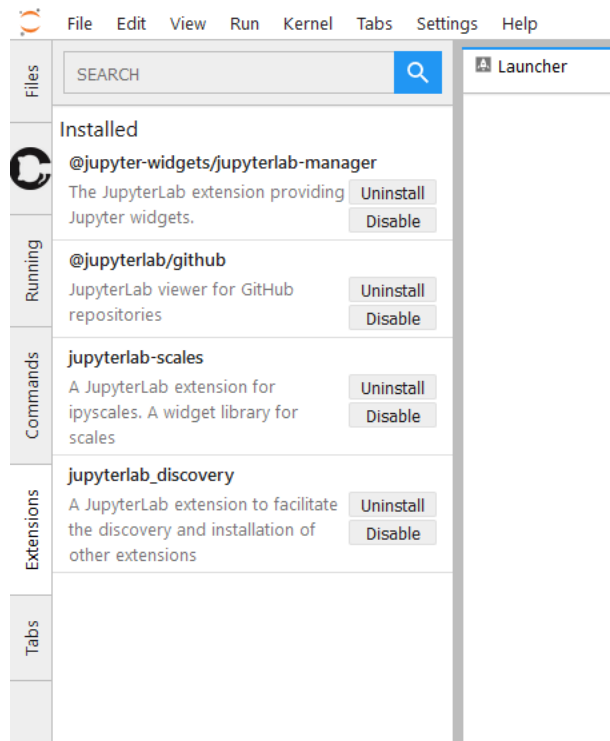 File Edit View Run Kernel Tabs Settings Help
Files
Running
Commands
Extensions
Tabs
SEARCH
Installed
@jupyter-widgets/jupyterlab-manager
The JupyterLab extension providing
Jupyter widgets.
Uninstall
Disable
@jupyterlab/github
JupyterLab viewer for GitHub
repositories
Uninstall
Disable
jupyterlab-scales
A JupyterLab extension for
ipyscales. A widget library for
scales
Uninstall
Disable
jupyterlab_discovery
A JupyterLab extension to facilitate
the discovery and installation of
other extensions
Uninstall
Disable
Launcher